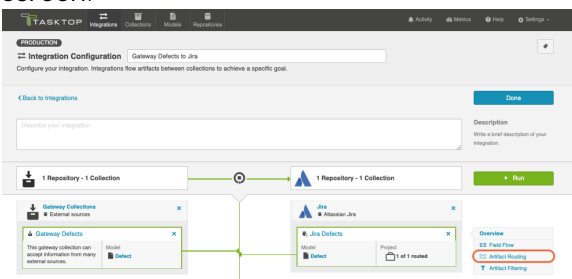 screen.
TASKTOP
Integrations
Collections
Models
Repositories
Activity
Metrics
Help
Settings
PRODUCTION
Integration Configuration
Gateway Defects to Jira
Configure your integration. Integrations flow artifacts between collections to achieve a specific goal.
Back to Integrations
Done
Describe your integration
Description
Write a brief description of your
integration.
1 Repository - 1 Collection
1 Repository - 1 Collection
Run
Gateway Collections
External sources
Jira
Atlassian Jira
Gateway Defects
This gateway collection can
accept information from many
external sources.
Model
Defect
Jira Defects
Model
Defect
Project
1 of 1 routed
Overview
Field Flow
Artifact Routing
Artifact Filtering